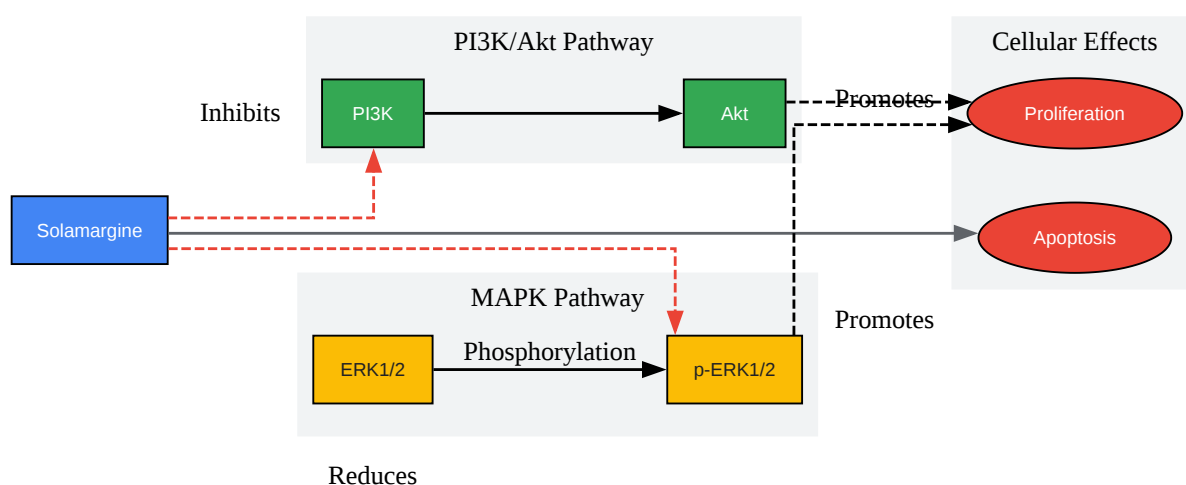 PI3K/Akt Pathway
Cellular Effects
Inhibits
PI3K
Akt
Promotes
Proliferation
Solamargine
Apoptosis
MAPK Pathway
Promotes
ERK1/2
Phosphorylation
p-ERK1/2
Reduces